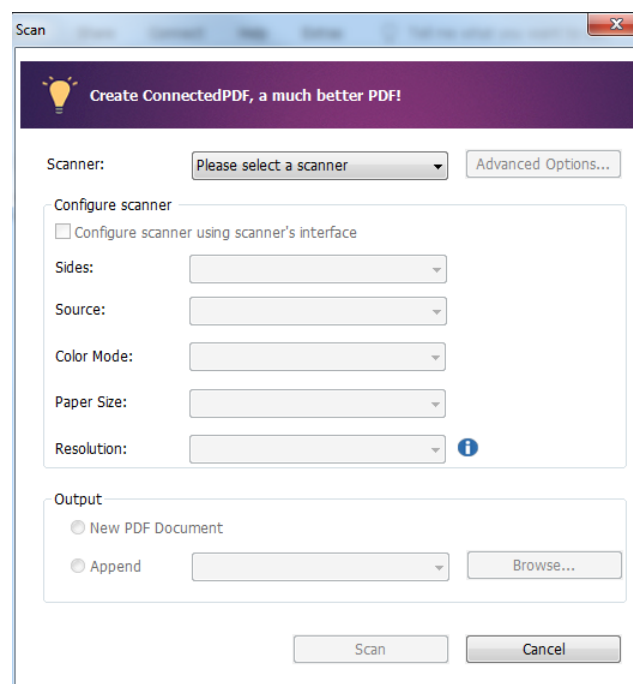 Scan
Create ConnectedPDF, a much better PDF!
Scanner: Please select a scanner Advanced Options...
Configure scanner
Configure scanner using scanner's interface
Sides:
Source:
Color Mode:
Paper Size:
Resolution:
Output
New PDF Document
Append Browse...
Scan Cancel